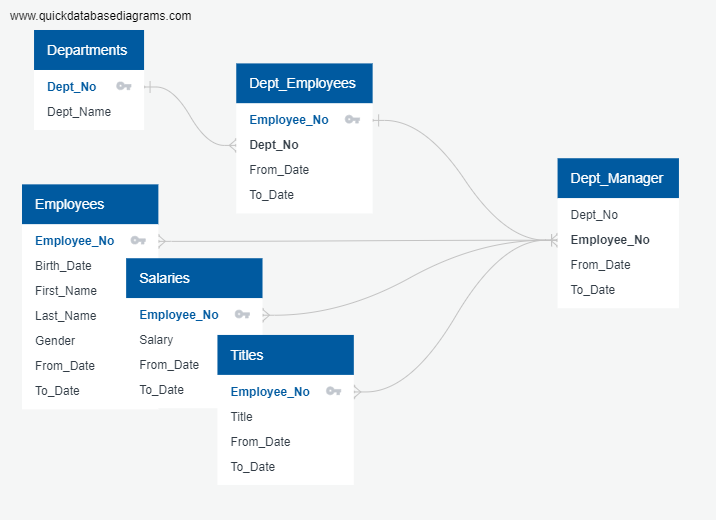 www.quickdatabasediagrams.com
Departments
Dept_No
Dept_Name
Dept_Employees
Employee_No
Dept_No
From_Date
To_Date
Dept_Manager
Dept_No
Employee_No
From_Date
To_Date
Employees
Employee_No
Birth_Date
First_Name
Last_Name
Gender
From_Date
To_Date
Salaries
Employee_No
Salary
From_Date
To_Date
Titles
Employee_No
Title
From_Date
To_Date